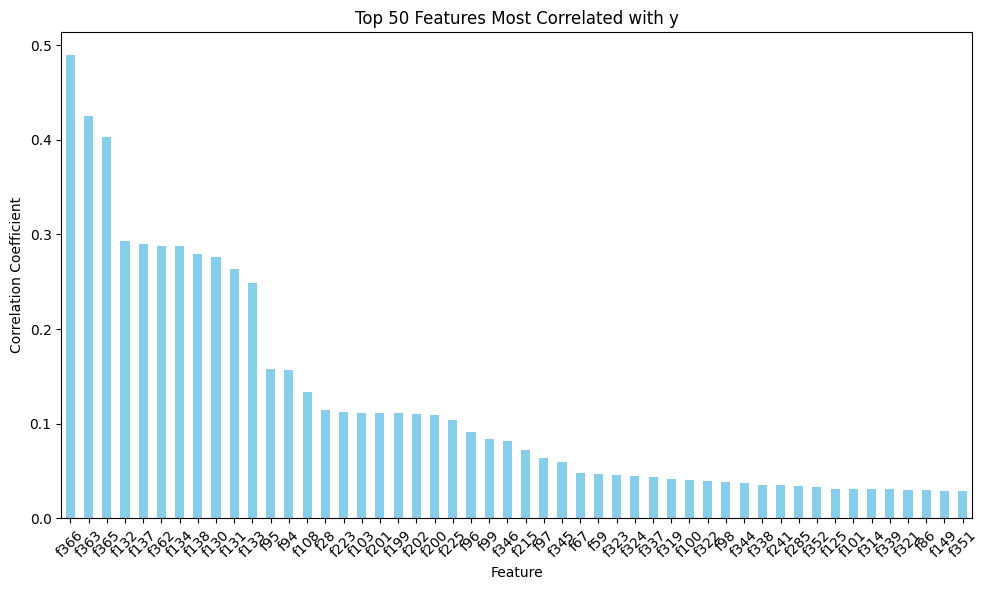 Top 50 Features Most Correlated with y
0.5
0.4
0.3
0.2
0.1
0.0
Correlation Coefficient
f366 f363 f365 f132 f137 f362 f134 f138 f130 f131 f133 f95 f94 f108 f28 f223 f103 f201 f199 f202 f200 f225 f96 f99 f346 f215 f97 f345 f67 f59 f323 f324 f337 f319 f100 f322 f98 f344 f338 f241 f285 f352 f125 f101 f314 f339 f321 f86 f149 f351
Feature